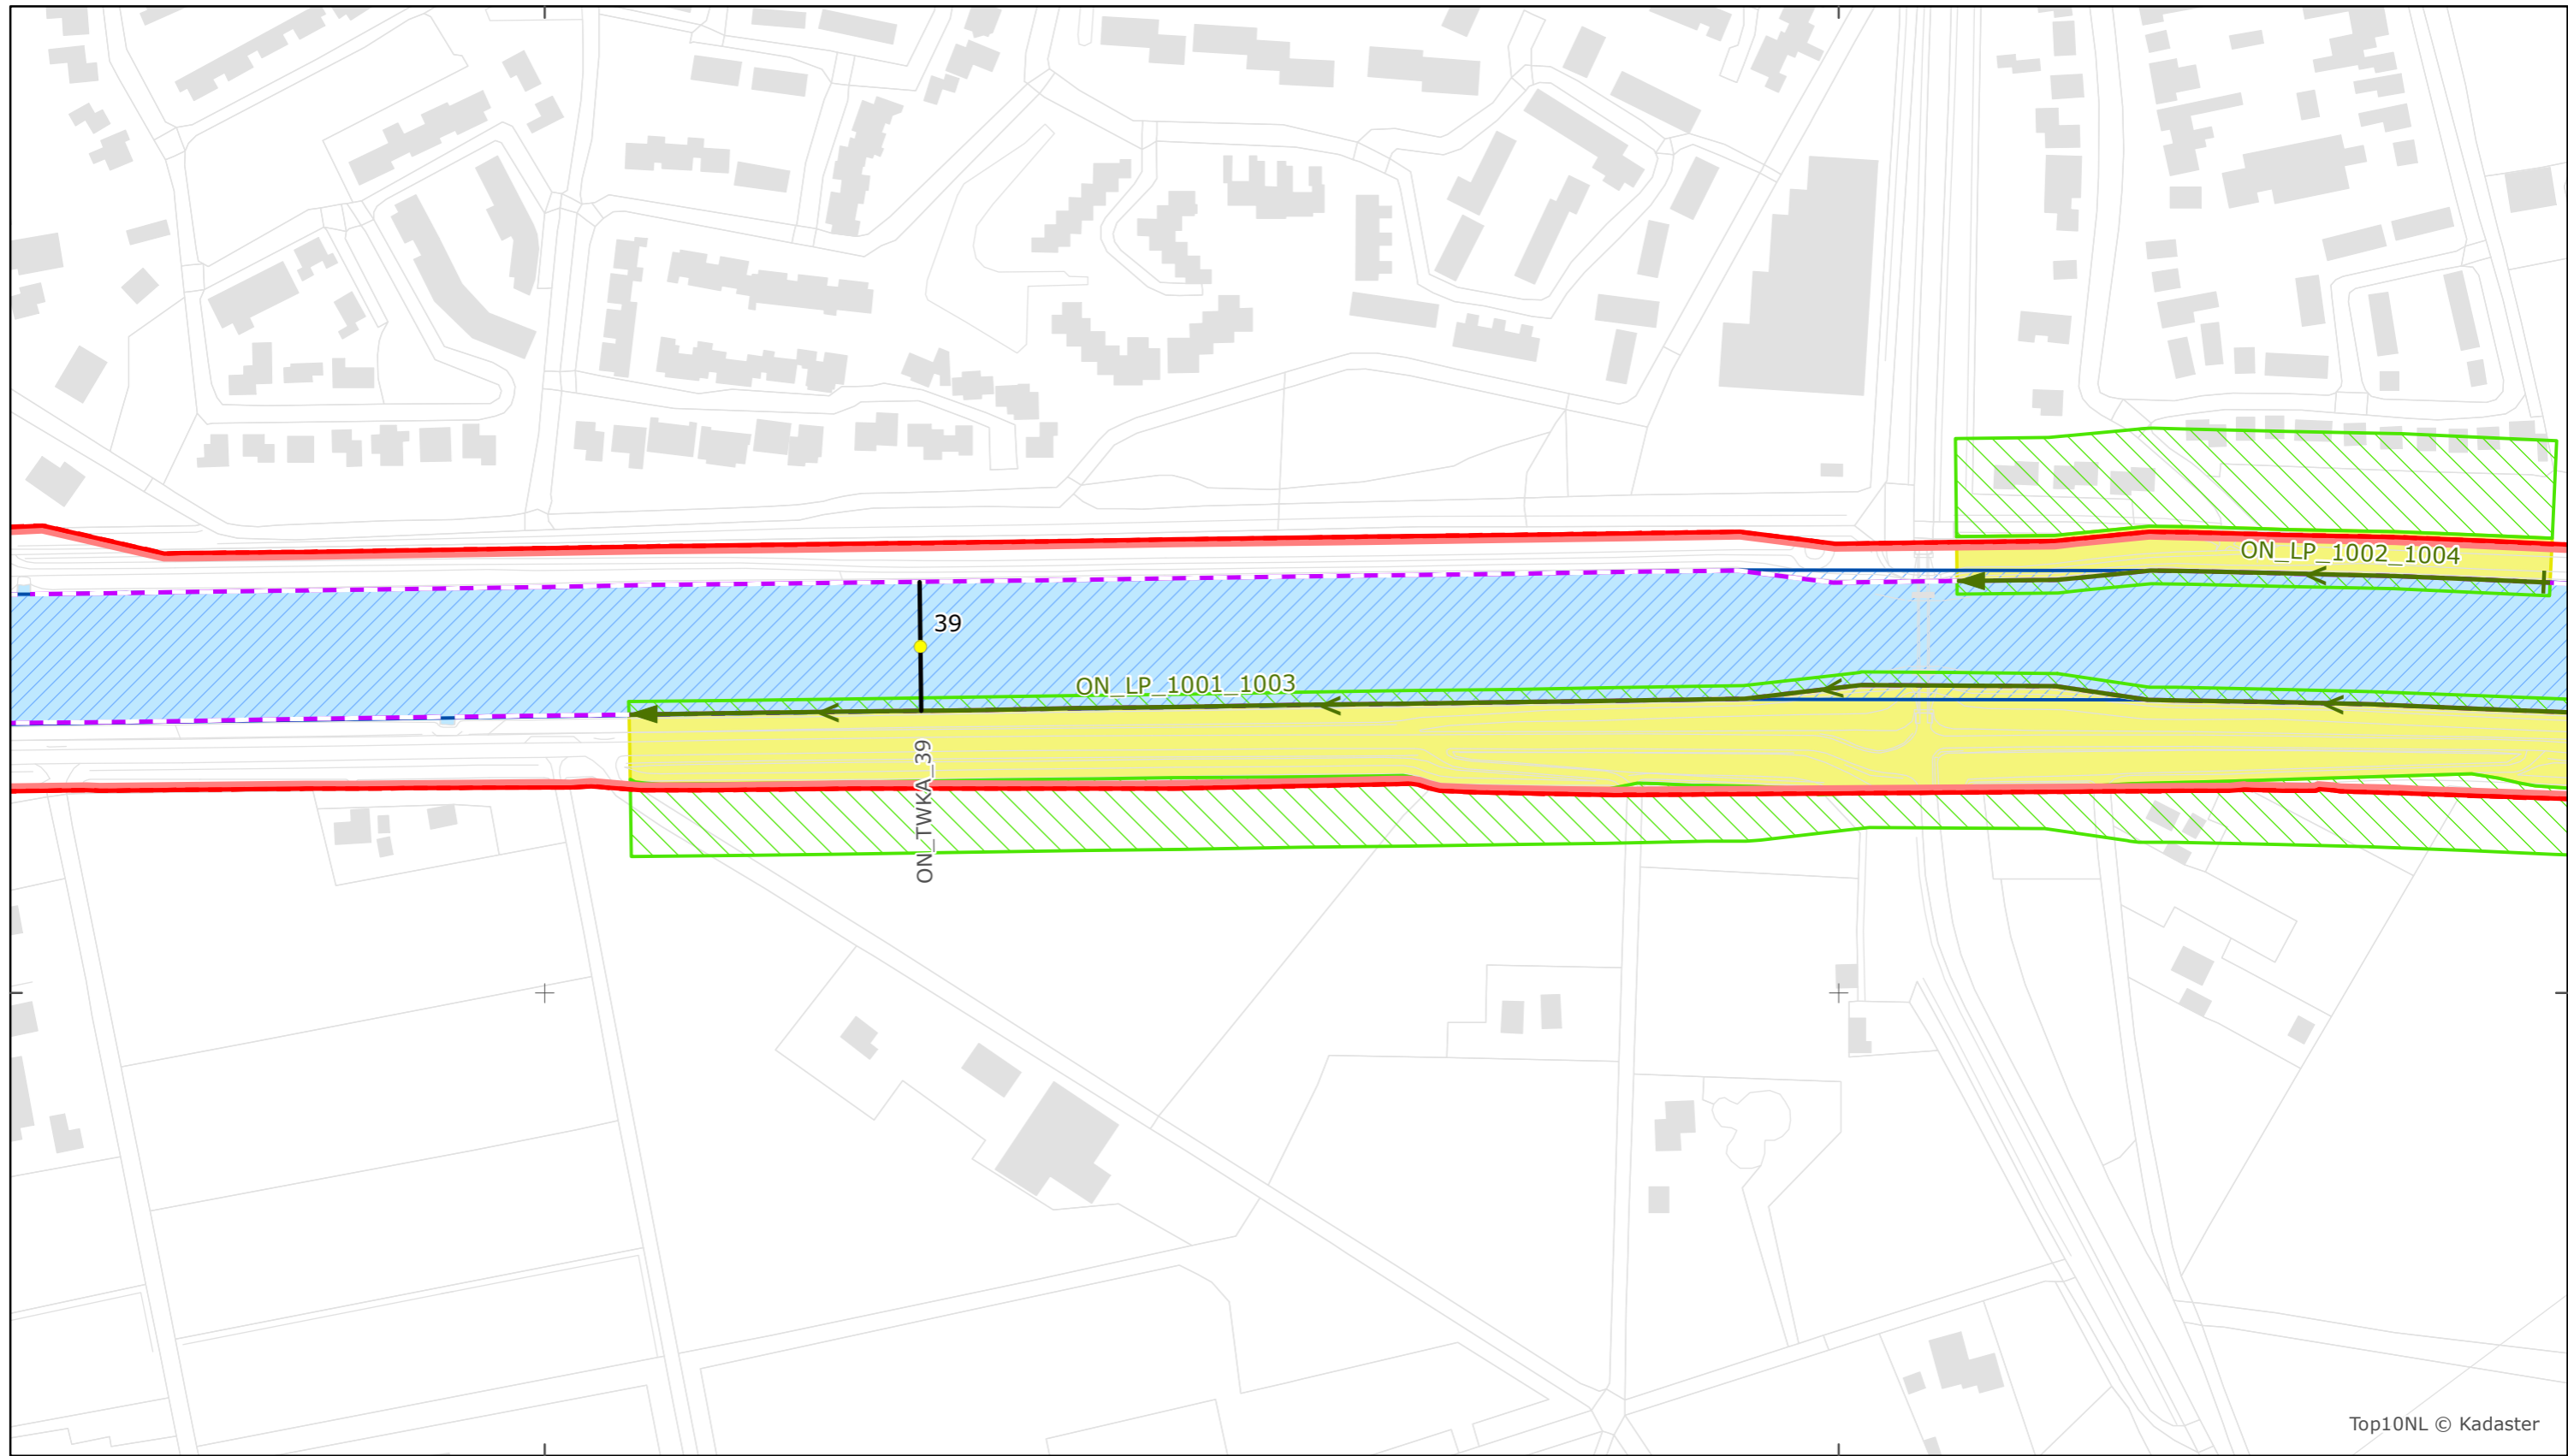 ON_LP_1002_1004
39
ON_LP_1001_1003
ON_TWKA_39
Top10NL © Kadaster